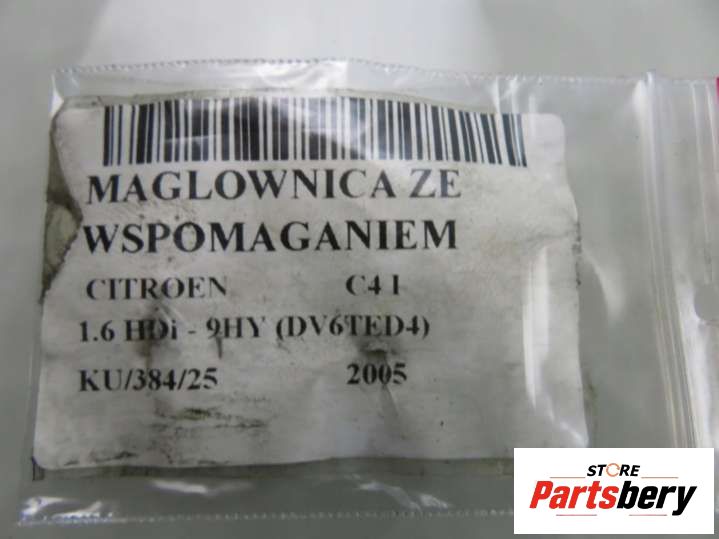 MAGLOWNICA ZE
WSPOMAGANIEM
CITROEN C4 I
1.6 HDi - 9HY (DV6TED4)
KU/384/25 2005
STORE
Partsbery